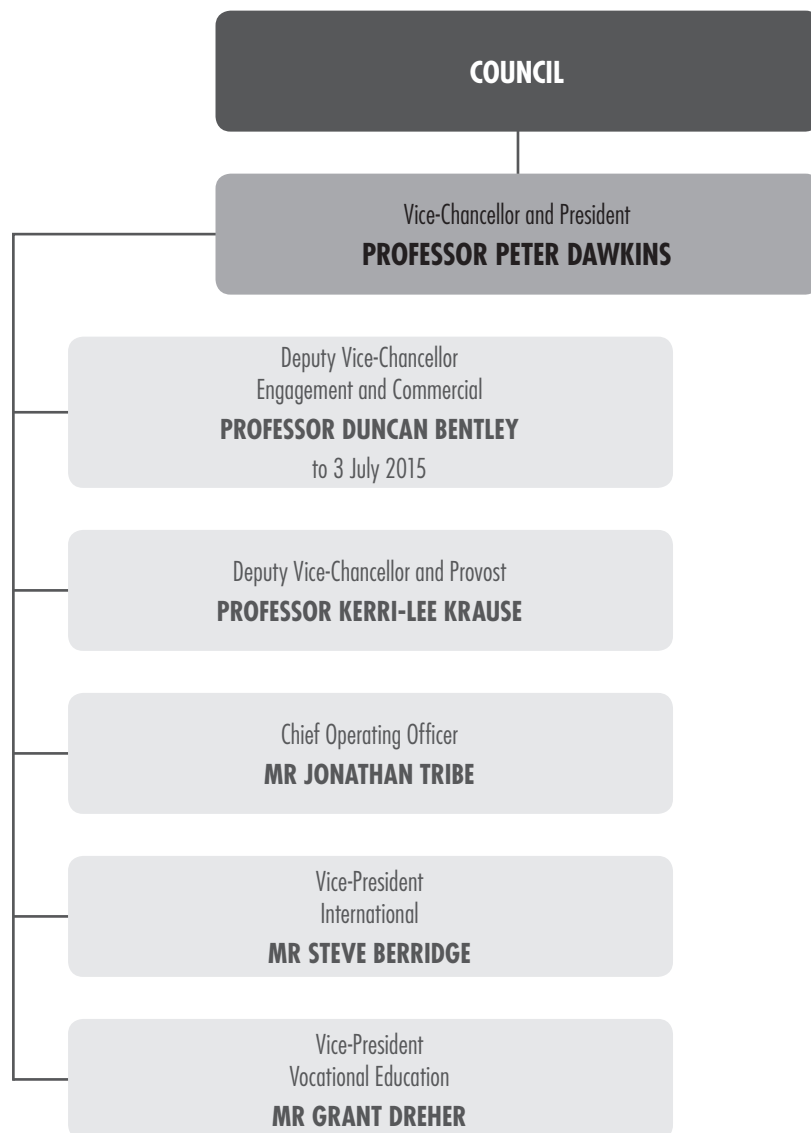 COUNCIL
Vice-Chancellor and President
PROFESSOR PETER DAWKINS
Deputy Vice-Chancellor
Engagement and Commercial
PROFESSOR DUNCAN BENTLEY
to 3 July 2015
Deputy Vice-Chancellor and Provost
PROFESSOR KERRI-LEE KRAUSE
Chief Operating Officer
MR JONATHAN TRIBE
Vice-President
International
MR STEVE BERRIDGE
Vice-President
Vocational Education
MR GRANT DREHER